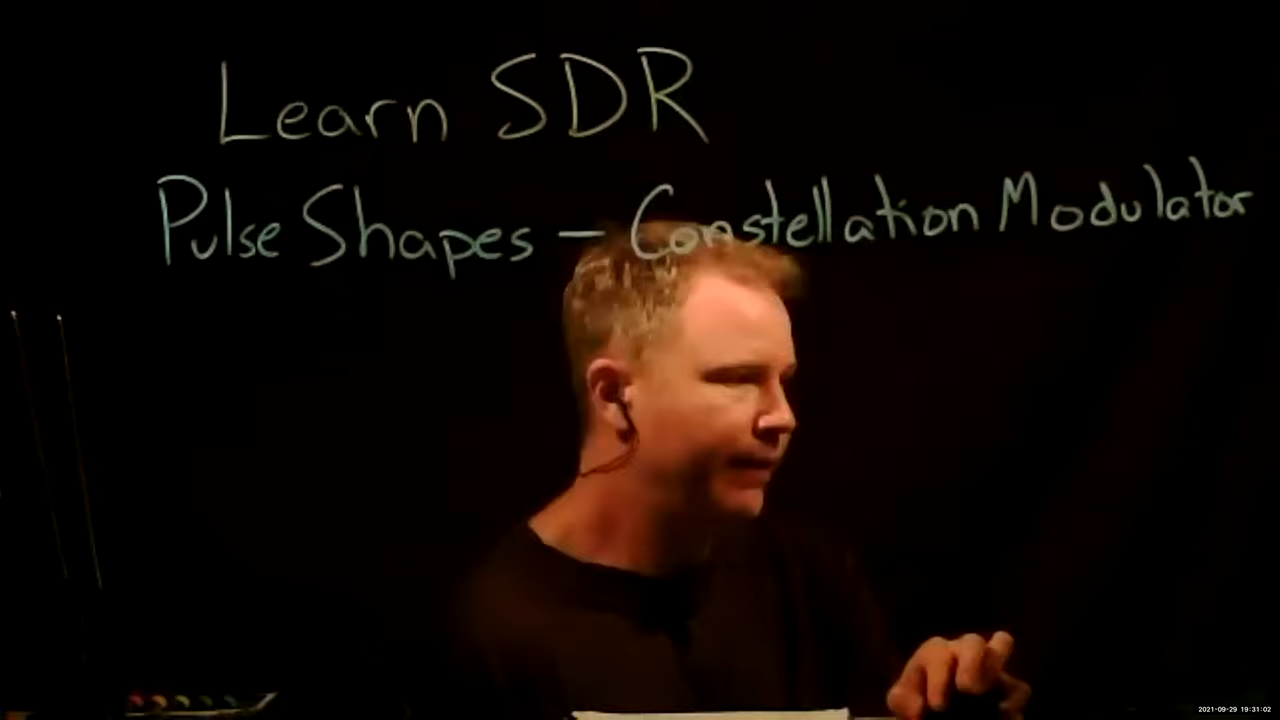 Learn SDR
Pulse Shapes – Constellation Modulator
2021-09-29 19:31:02